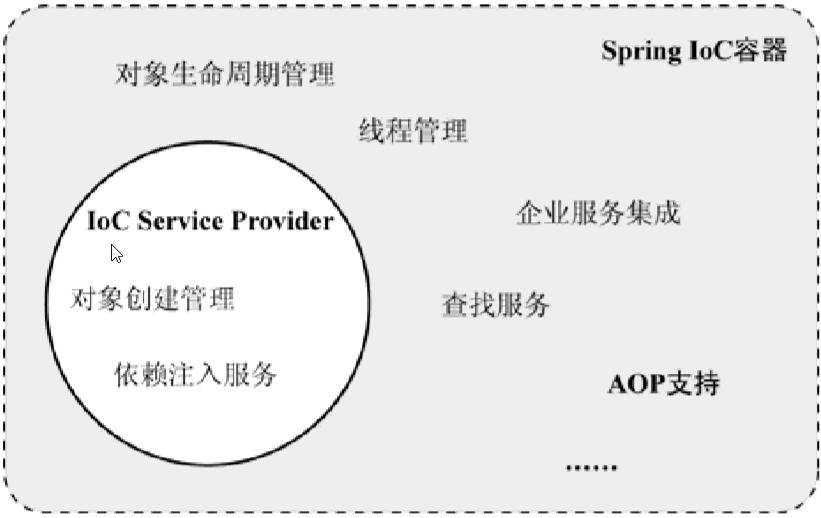 Spring IoC容器
对象生命周期管理
线程管理
IoC Service Provider
企业服务集成
对象创建管理
查找服务
依赖注入服务
AOP支持
……